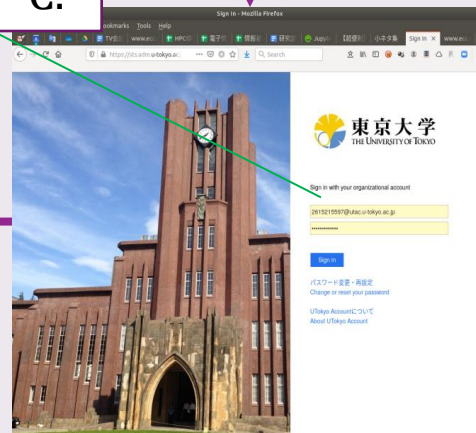 C.
Sign In - Mozilla Firefox
ookmarks Tools Help
Sign In
https://sts.adm.u-tokyo.ac.
Search
東京大学
THE UNIVERSITY OF TOKYO
Sign in with your organizational account
2615215597@utac.u-tokyo.ac.jp
Sign in
パスワード変更・再設定
Change or reset your password
UTokyo Accountについて
About UTokyo Account